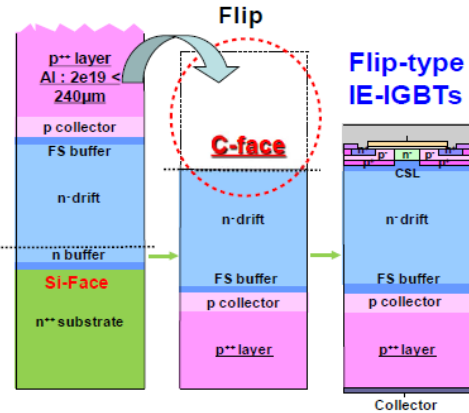 Flip
p⁺⁺ layer
Al : 2e19 <
240µm
p collector
FS buffer
n⁻drift
n buffer
Si-Face
n⁺⁺ substrate
C-face
n⁻drift
FS buffer
p collector
p⁺⁺ layer
Flip-type
IE-IGBTs
p⁻ n⁻ p⁻
CSL
n⁻drift
FS buffer
p collector
p⁺⁺ layer
Collector